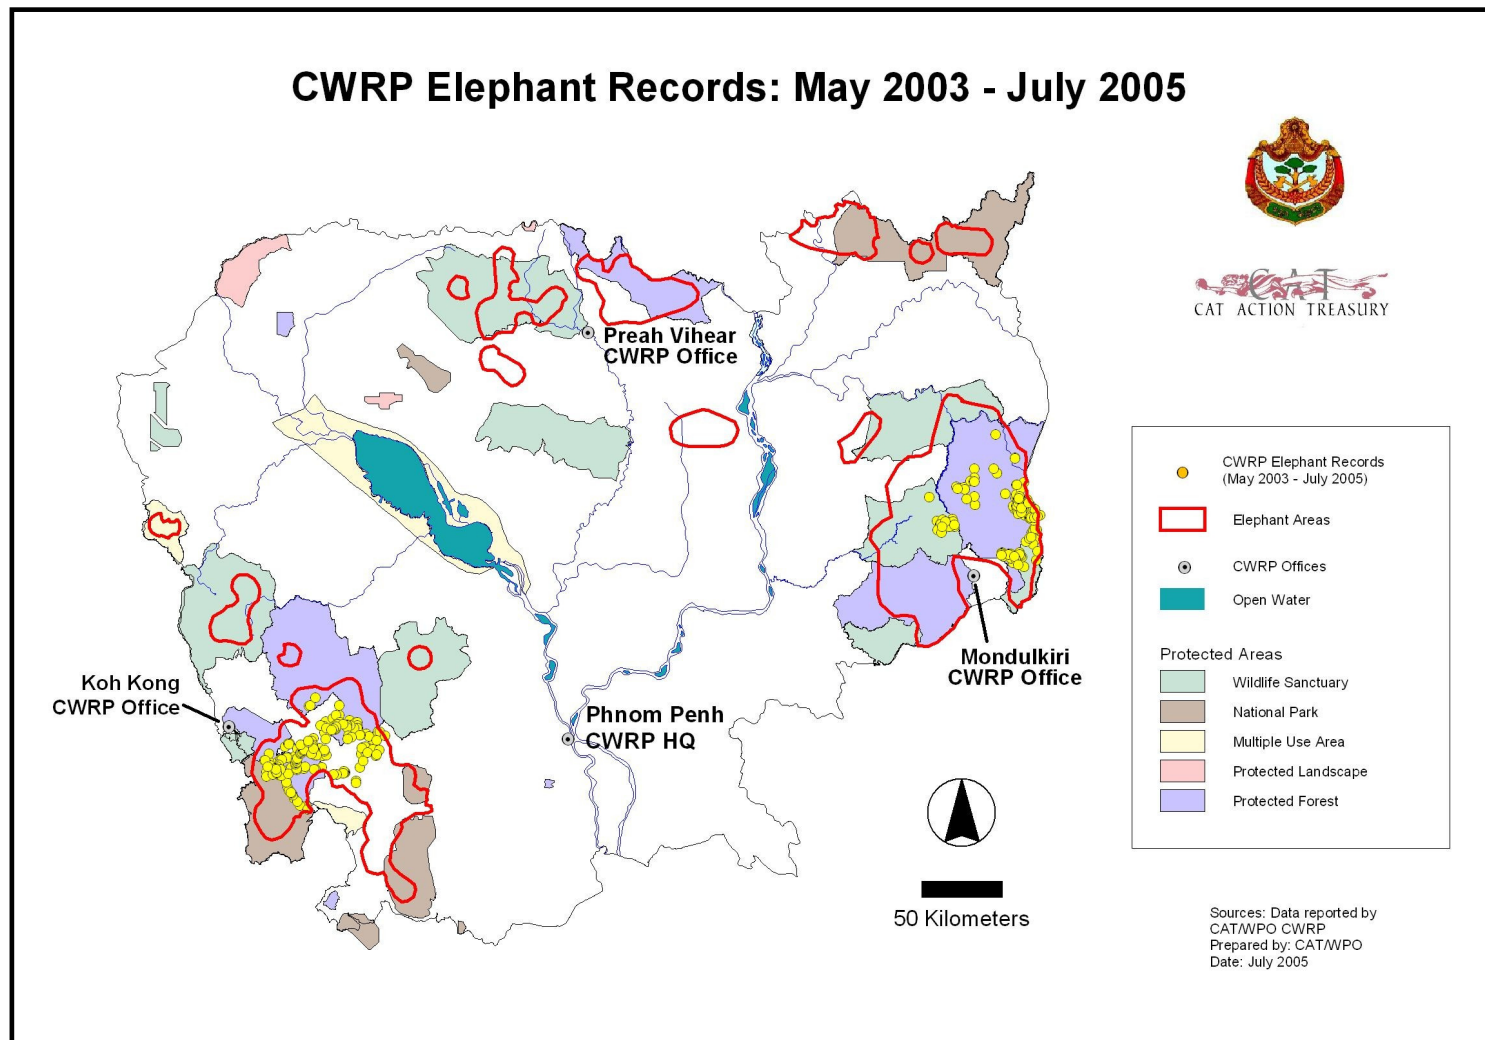 CWRP Elephant Records: May 2003 - July 2005
CAT
CAT ACTION TREASURY
Preah Vihear
CWRP Office
Mondulkiri
CWRP Office
Koh Kong
CWRP Office
Phnom Penh
CWRP HQ
50 Kilometers
CWRP Elephant Records
(May 2003 - July 2005)
Elephant Areas
CWRP Offices
Open Water
Protected Areas
Wildlife Sanctuary
National Park
Multiple Use Area
Protected Landscape
Protected Forest
Sources: Data reported by
CAT/WPO CWRP
Prepared by: CAT/WPO
Date: July 2005